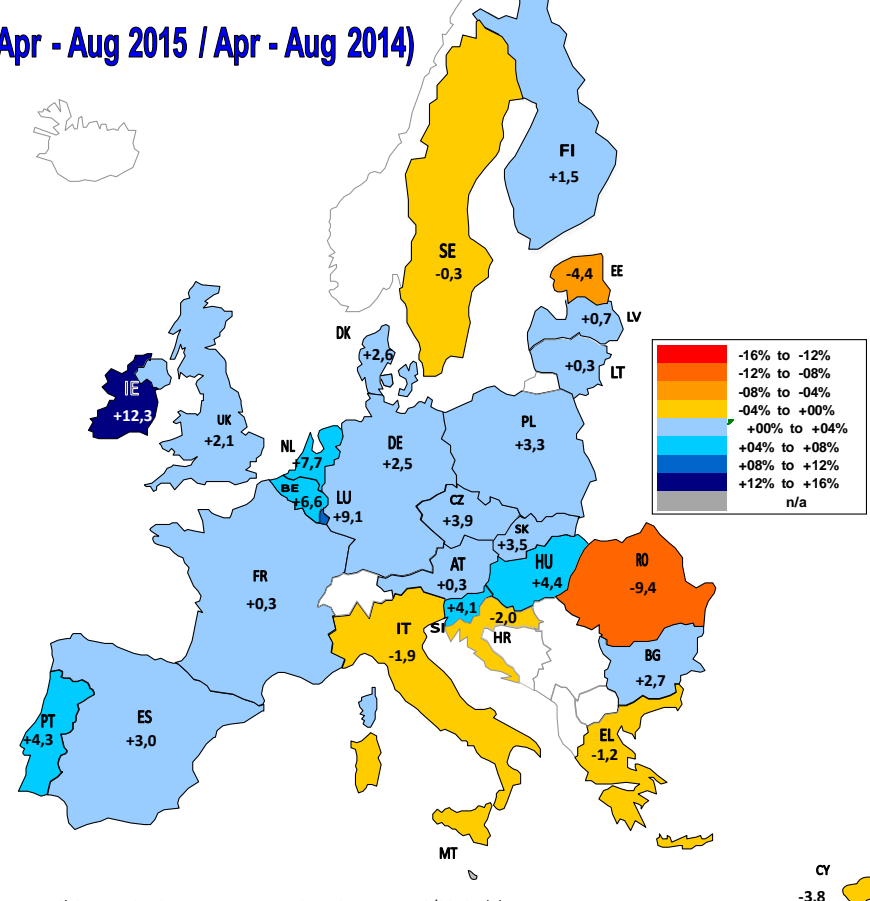 Apr - Aug 2015 / Apr - Aug 2014)
FI
+1,5
SE
-0,3
-4,4
EE
+0,7
LV
DK
+2,6
+0,3
LT
IE
+12,3
UK
+2,1
NL
+7,7
BE
+6,6
LU
+9,1
DE
+2,5
PL
+3,3
CZ
+3,9
SK
+3,5
AT
+0,3
HU
+4,4
RO
-9,4
FR
+0,3
+4,1
SI
-2,0
HR
IT
-1,9
BG
+2,7
PT
+4,3
ES
+3,0
EL
-1,2
MT
CY
-3,8
-16% to -12%
-12% to -08%
-08% to -04%
-04% to +00%
+00% to +04%
+04% to +08%
+08% to +12%
+12% to +16%
n/a